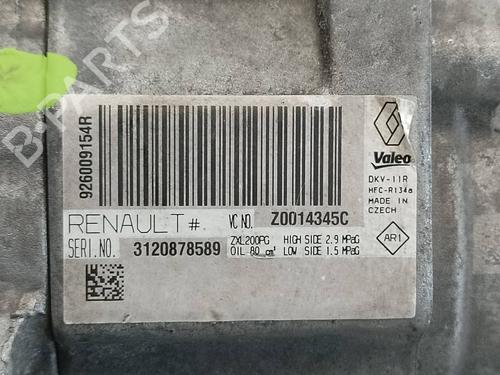 B-PARTS
926009154R
Valeo
DKV-11R
HFC-R134a
MADE IN
CZECH
RENAULT # VC NO. Z0014345C
SERI.NO. 3120878589
ZXL200PG HIGH SIDE 2.9 MPaG
OIL 80 cm³ LOW SIDE 1.5 MPaG
AR1